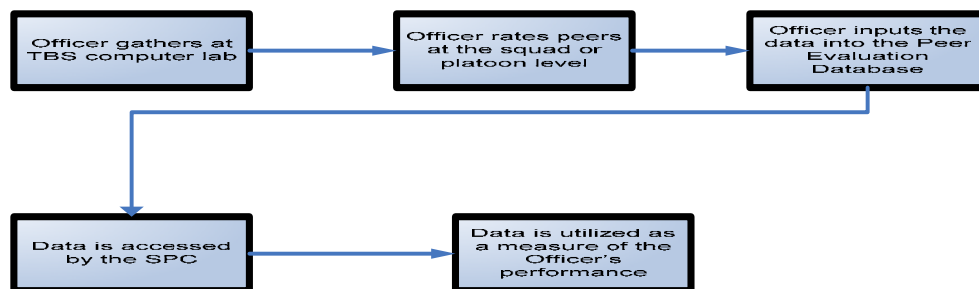 Officer gathers at
TBS computer lab
Officer rates peers
at the squad or
platoon level
Officer inputs the
data into the Peer
Evaluation
Database
Data is accessed
by the SPC
Data is utilized as
a measure of the
Officer's
performance